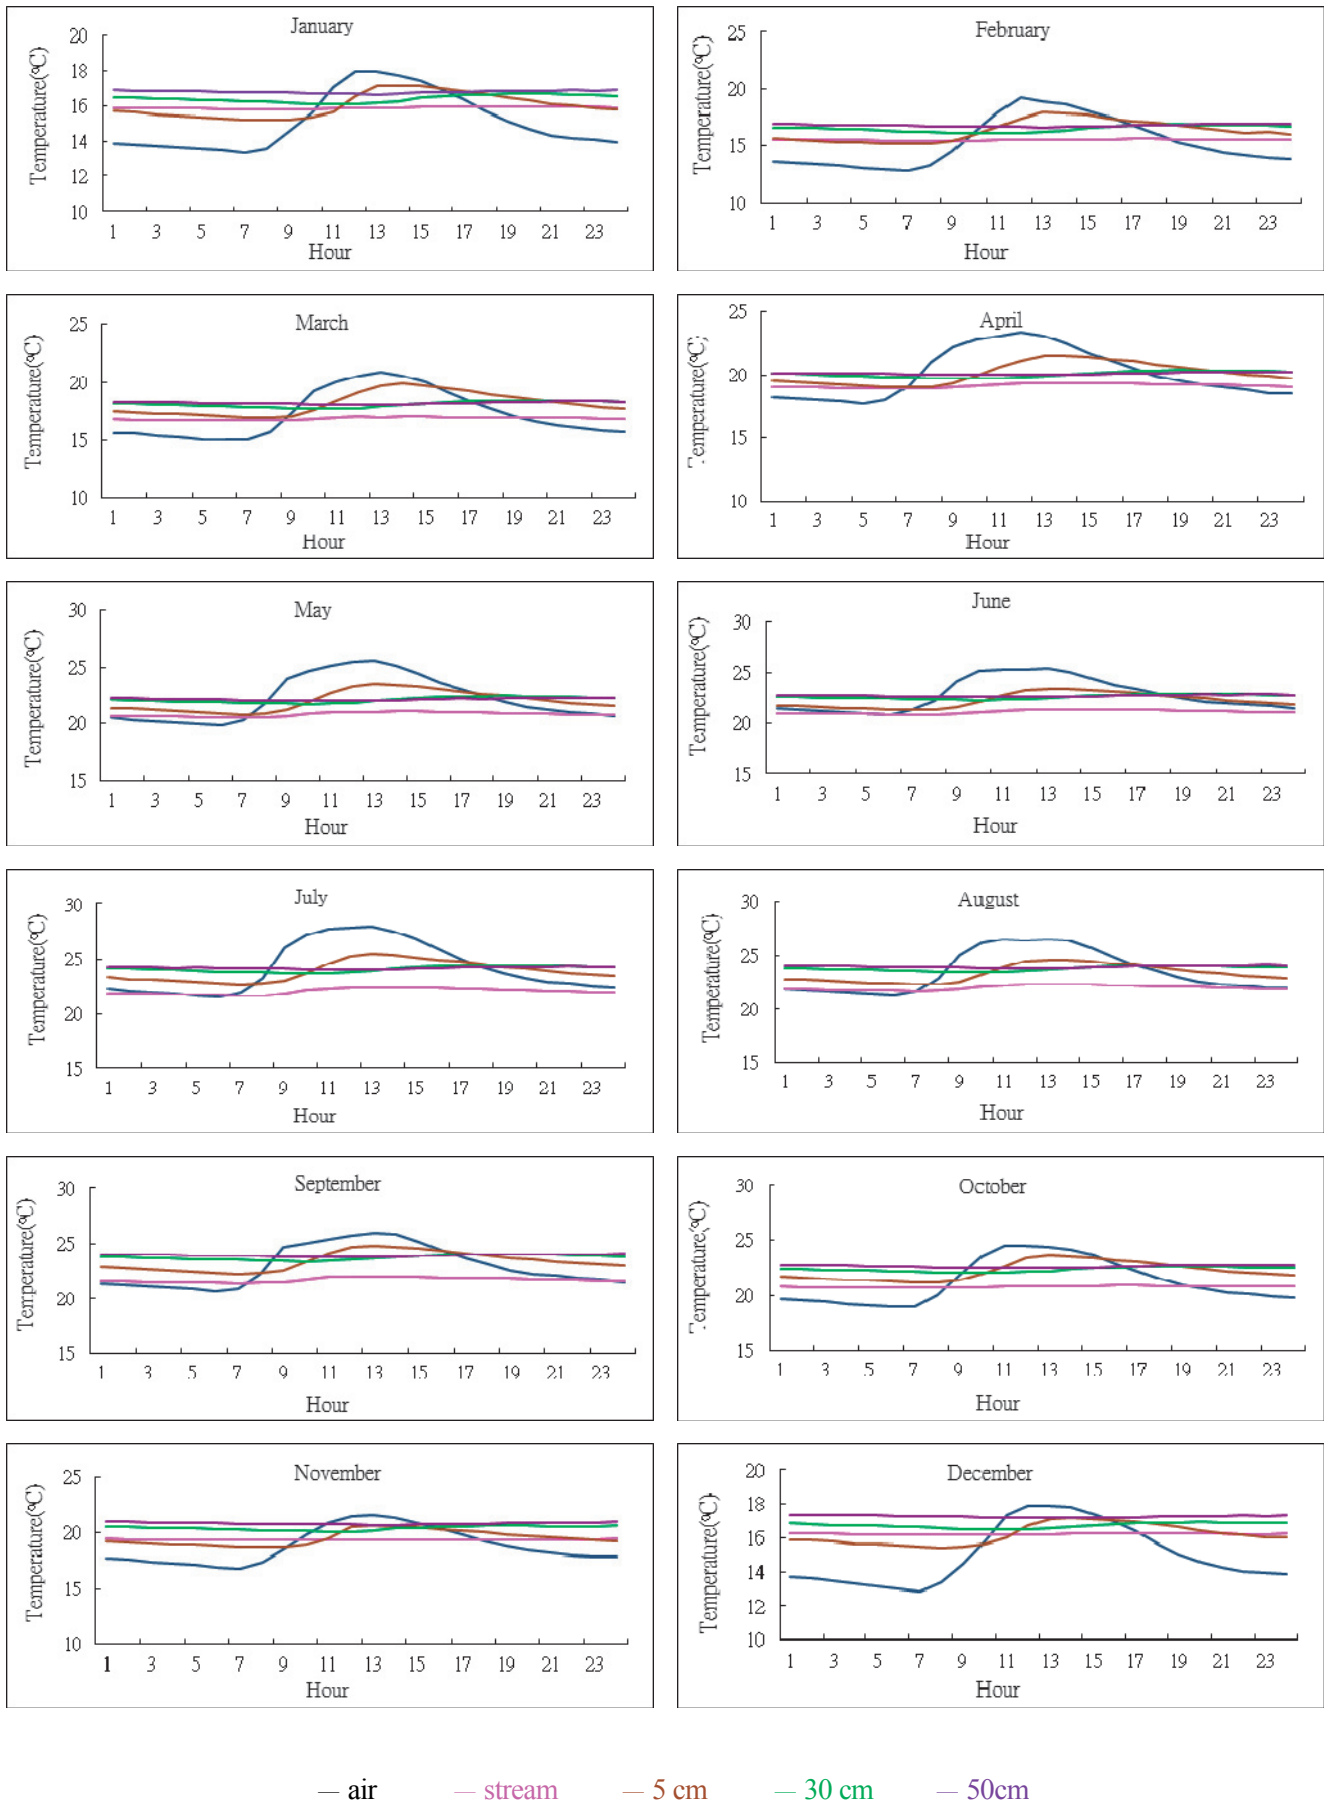 January
Temperature(°C)
20
18
16
14
12
10
1 3 5 7 9 11 13 15 17 19 21 23
Hour
February
Temperature(°C)
25
20
15
10
1 3 5 7 9 11 13 15 17 19 21 23
Hour
March
Temperature(°C)
25
20
15
10
1 3 5 7 9 11 13 15 17 19 21 23
Hour
April
Temperature(°C)
25
20
15
10
1 3 5 7 9 11 13 15 17 19 21 23
Hour
May
Temperature(°C)
30
25
20
15
1 3 5 7 9 11 13 15 17 19 21 23
Hour
June
Temperature(°C)
30
25
20
15
1 3 5 7 9 11 13 15 17 19 21 23
Hour
July
Temperature(°C)
30
25
20
15
1 3 5 7 9 11 13 15 17 19 21 23
Hour
August
Temperature(°C)
30
25
20
15
1 3 5 7 9 11 13 15 17 19 21 23
Hour
September
Temperature(°C)
30
25
20
15
1 3 5 7 9 11 13 15 17 19 21 23
Hour
October
Temperature(°C)
30
25
20
15
1 3 5 7 9 11 13 15 17 19 21 23
Hour
November
Temperature(°C)
25
20
15
10
1 3 5 7 9 11 13 15 17 19 21 23
Hour
December
Temperature(°C)
20
18
16
14
12
10
1 3 5 7 9 11 13 15 17 19 21 23
Hour
air stream 5 cm 30 cm 50cm